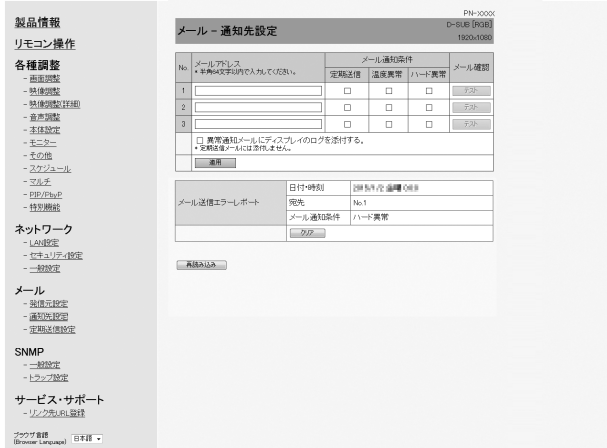 製品情報
リモコン操作
各種調整
- 画面調整
- 映像調整
- 映像調整(詳細)
- 音声調整
- 本体設定
- モニター
- その他
- スケジュール
- マルチ
- PIP/PbyP
- 特別機能
ネットワーク
- LAN設定
- セキュリティ設定
- 一般設定
メール
- 発信元設定
- 通知先設定
- 定期送信設定
SNMP
- 一般設定
- トラップ設定
サービス・サポート
- リンク先URL登録
ブラウザ言語
(Browser Language) 日本語
PN-xxxx
メール - 通知先設定 D-SUB [RGB]
1920x1080
No. メールアドレス メール通知条件 メール確認
* 半角64文字以内で入力してください。
定期送信 温度異常 ハード異常
1 テスト
2 テスト
3 テスト
異常通知メールにディスプレイのログを添付する。
* 定期送信メールには添付しません。
適用
メール送信エラーレポート
日付・時刻
宛先 No.1
メール通知条件 ハード異常
クリア
再読み込み